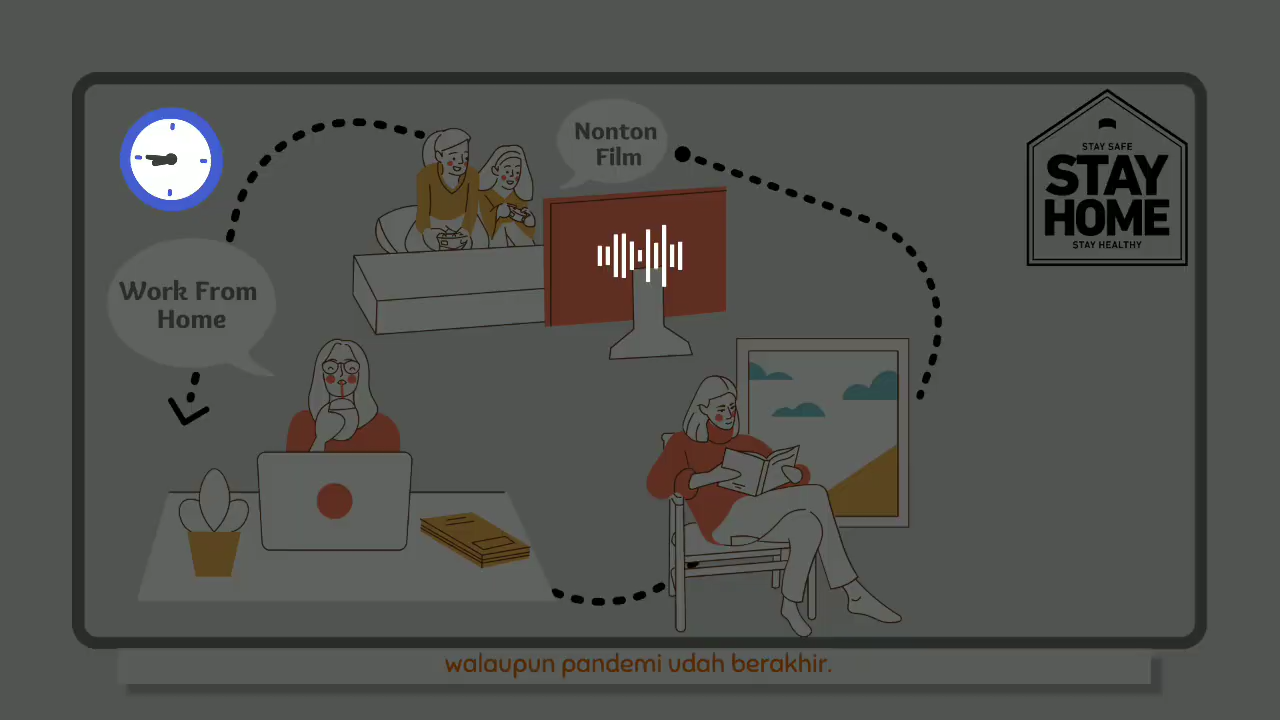 Nonton
Film
STAY SAFE
STAY
HOME
STAY HEALTHY
Work From
Home
walaupun pandemi udah berakhir.